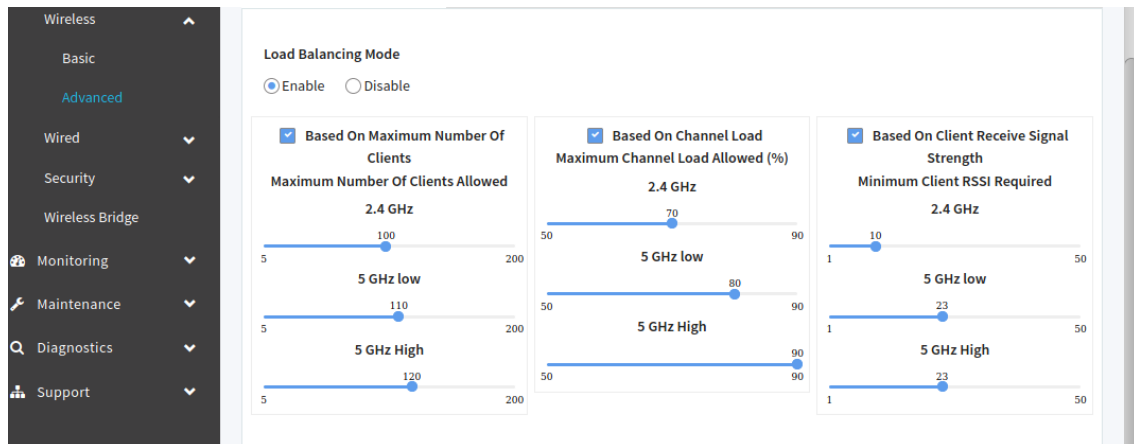 Wireless
Basic
Advanced
Wired
Security
Wireless Bridge
Monitoring
Maintenance
Diagnostics
Support
Load Balancing Mode
Enable Disable
Based On Maximum Number Of
Clients
Maximum Number Of Clients Allowed
2.4 GHz
100
5 200
5 GHz low
110
5 200
5 GHz High
120
5 200
Based On Channel Load
Maximum Channel Load Allowed (%)
2.4 GHz
70
50 90
5 GHz low
80
50 90
5 GHz High
90
50 90
Based On Client Receive Signal
Strength
Minimum Client RSSI Required
2.4 GHz
10
1 50
5 GHz low
23
1 50
5 GHz High
23
1 50